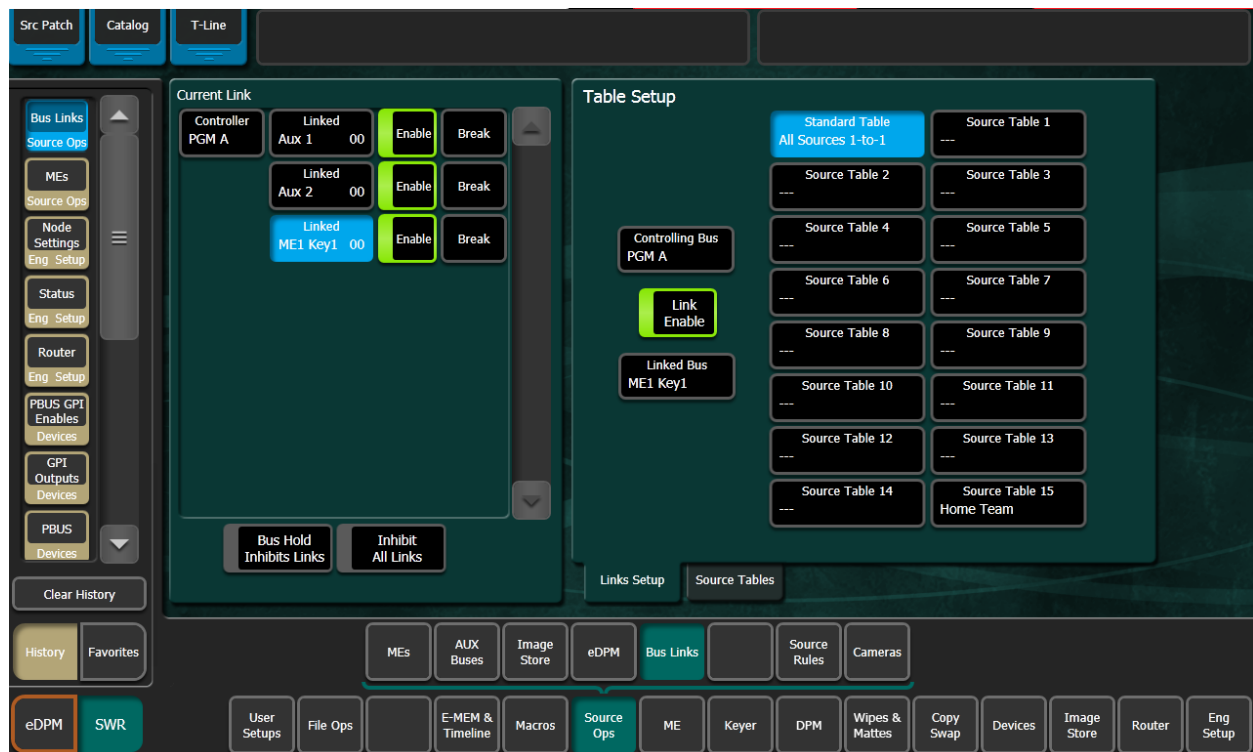 Src Patch
Catalog
T-Line
Bus Links
Source Ops
MEs
Source Ops
Node
Settings
Eng Setup
Status
Eng Setup
Router
Eng Setup
PBUS GPI
Enables
Devices
GPI
Outputs
Devices
PBUS
Devices
Clear History
History
Favorites
Current Link
Controller
PGM A
Linked
Aux 1 00
Enable
Break
Linked
Aux 2 00
Enable
Break
Linked
ME1 Key1 00
Enable
Break
Bus Hold
Inhibits Links
Inhibit
All Links
Table Setup
Controlling Bus
PGM A
Link
Enable
Linked Bus
ME1 Key1
Standard Table
All Sources 1-to-1
Source Table 1
---
Source Table 2
---
Source Table 3
---
Source Table 4
---
Source Table 5
---
Source Table 6
---
Source Table 7
---
Source Table 8
---
Source Table 9
---
Source Table 10
---
Source Table 11
---
Source Table 12
---
Source Table 13
---
Source Table 14
---
Source Table 15
Home Team
Links Setup
Source Tables
MEs
AUX
Buses
Image
Store
eDPM
Bus Links
Source
Rules
Cameras
eDPM
SWR
User
Setups
File Ops
E-MEM &
Timeline
Macros
Source
Ops
ME
Keyer
DPM
Wipes &
Mattes
Copy
Swap
Devices
Image
Store
Router
Eng
Setup